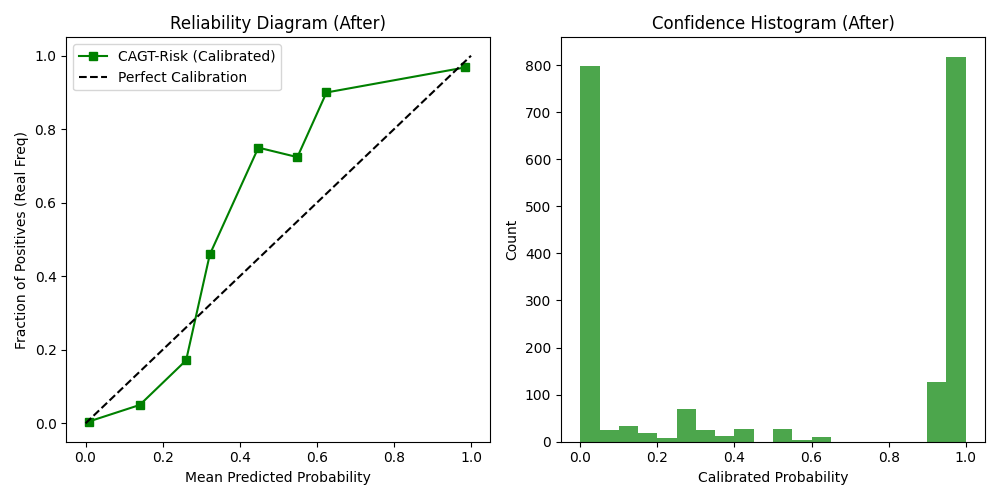 Reliability Diagram (After)
CAGT-Risk (Calibrated)
Perfect Calibration
Fraction of Positives (Real Freq)
1.0
0.8
0.6
0.4
0.2
0.0
0.0 0.2 0.4 0.6 0.8 1.0
Mean Predicted Probability
Confidence Histogram (After)
Count
800
700
600
500
400
300
200
100
0
0.0 0.2 0.4 0.6 0.8 1.0
Calibrated Probability